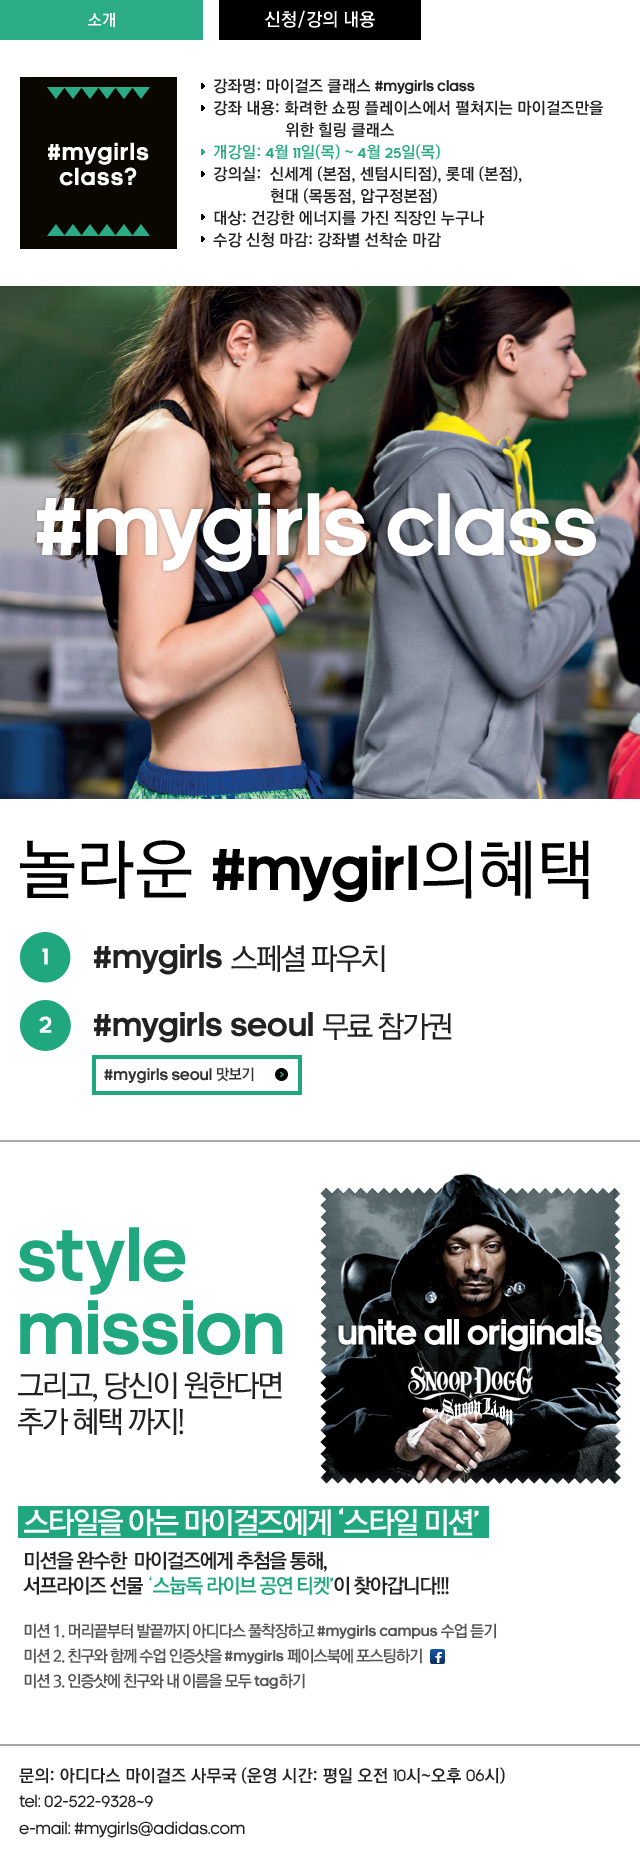 소개
신청/강의 내용
#mygirls
class?
강좌명: 마이걸즈 클래스 #mygirls class
강좌 내용: 화려한 쇼핑 플레이스에서 펼쳐지는 마이걸즈만을
위한 힐링 클래스
개강일: 4월 11일(목) ~ 4월 25일(목)
강의실: 신세계 (본점, 센텀시티점), 롯데 (본점),
현대 (목동점, 압구정본점)
대상: 건강한 에너지를 가진 직장인 누구나
수강 신청 마감: 강좌별 선착순 마감
#mygirls class
놀라운 #mygirl의혜택
1 #mygirls 스페셜 파우치
2 #mygirls seoul 무료 참가권
#mygirls seoul 맛보기
style
mission
그리고, 당신이 원한다면
추가 혜택 까지!
unite all originals
SNOOP DOGG
Snoop Lion
스타일을 아는 마이걸즈에게 ‘스타일 미션’
미션을 완수한 마이걸즈에게 추첨을 통해,
서프라이즈 선물 ‘스눕독 라이브 공연 티켓’이 찾아갑니다!!!
미션 1. 머리끝부터 발끝까지 아디다스 풀착장하고 #mygirls campus 수업 듣기
미션 2. 친구와 함께 수업 인증샷을 #mygirls 페이스북에 포스팅하기 f
미션 3. 인증샷에 친구와 내 이름을 모두 tag하기
문의: 아디다스 마이걸즈 사무국 (운영 시간: 평일 오전 10시~오후 06시)
tel: 02-522-9328~9
e-mail: #mygirls@adidas.com